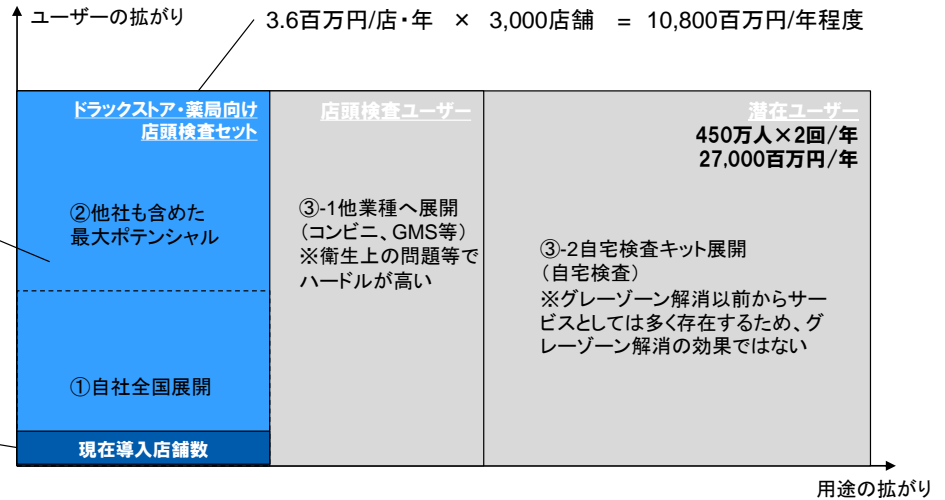 ユーザーの拡がり
3.6百万円/店・年 × 3,000店舗 = 10,800百万円/年程度
ドラックストア・薬局向け
店頭検査セット
②他社も含めた
最大ポテンシャル
①自社全国展開
現在導入店舗数
店頭検査ユーザー
③-1他業種へ展開
（コンビニ、GMS等）
※衛生上の問題等で
ハードルが高い
潜在ユーザー
450万人×2回/年
27,000百万円/年
③-2自宅検査キット展開
（自宅検査）
※グレーゾーン解消以前からサー
ビスとしては多く存在するため、グ
レーゾーン解消の効果ではない
用途の拡がり